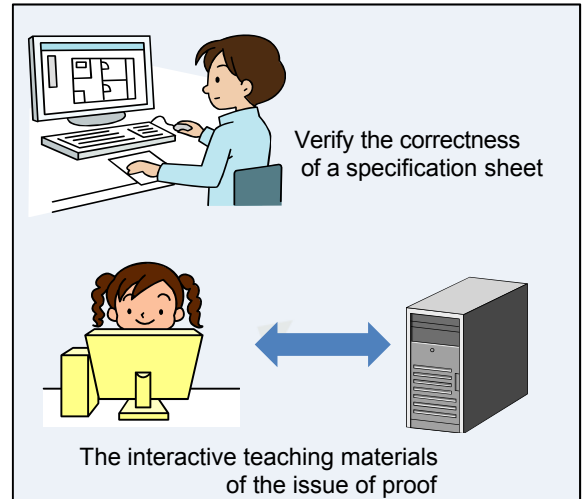 Verify the correctness
of a specification sheet
The interactive teaching materials
of the issue of proof